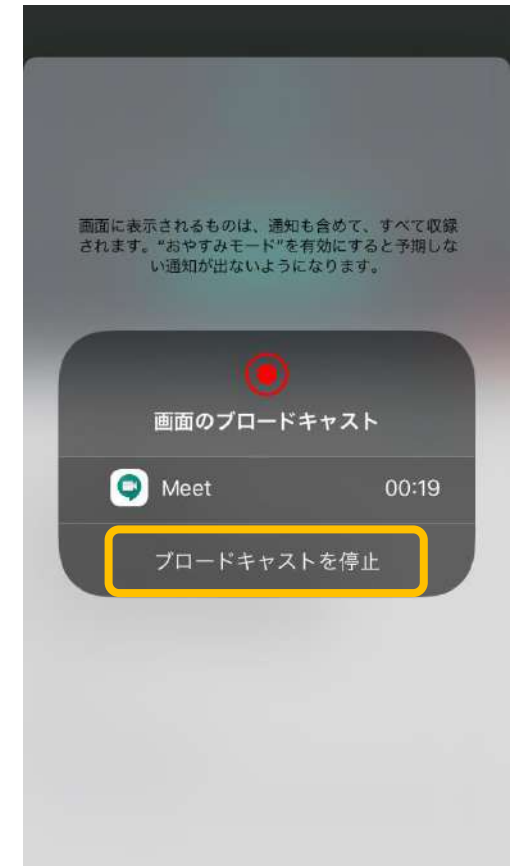 画面に表示されるものは、通知も含めて、すべて収録
されます。“おやすみモード”を有効にすると予期しな
い通知が出ないようになります。
画面のブロードキャスト
Meet 00:19
ブロードキャストを停止